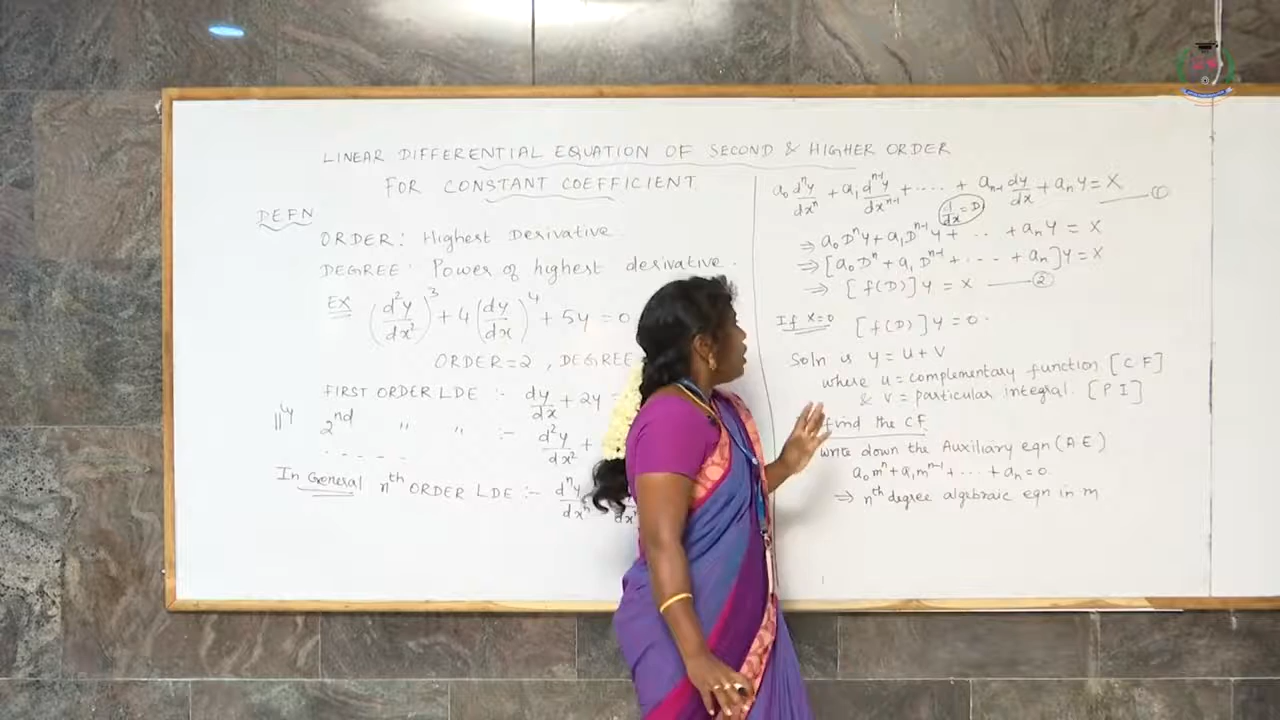 LINEAR DIFFERENTIAL EQUATION OF SECOND & HIGHER ORDER
FOR CONSTANT COEFFICIENT
DEFN
ORDER: Highest Derivative
DEGREE: Power of highest derivative.
EX (d²y/dx²)³ + 4(dy/dx)⁴ + 5y = 0
ORDER=2, DEGREE
FIRST ORDER LDE :- dy/dx + 2y =
||ly 2nd " " :- d²y/dx² +
. - - - - -
In General nth ORDER LDE :- dⁿy/dxⁿ
a₀ dⁿy/dxⁿ + a₁ dⁿ⁻¹y/dxⁿ⁻¹ + .... + aₙ₋₁ dy/dx + aₙ y = X —— ①
d/dx = D
⇒ a₀Dⁿy + a₁Dⁿ⁻¹y + .. + aₙy = X
⇒ [a₀Dⁿ + a₁Dⁿ⁻¹ + - - - + aₙ]y = X
⇒ [f(D)]y = X —— ②
If X=0 [f(D)]y = 0.
Soln is y = u + v
where u = complementary function [C F]
& v = particular integral. [P I]
find the CF
write down the Auxiliary eqn (A E)
a₀mⁿ + a₁mⁿ⁻¹ + ... + aₙ = 0.
⇒ nth degree algebraic eqn in m